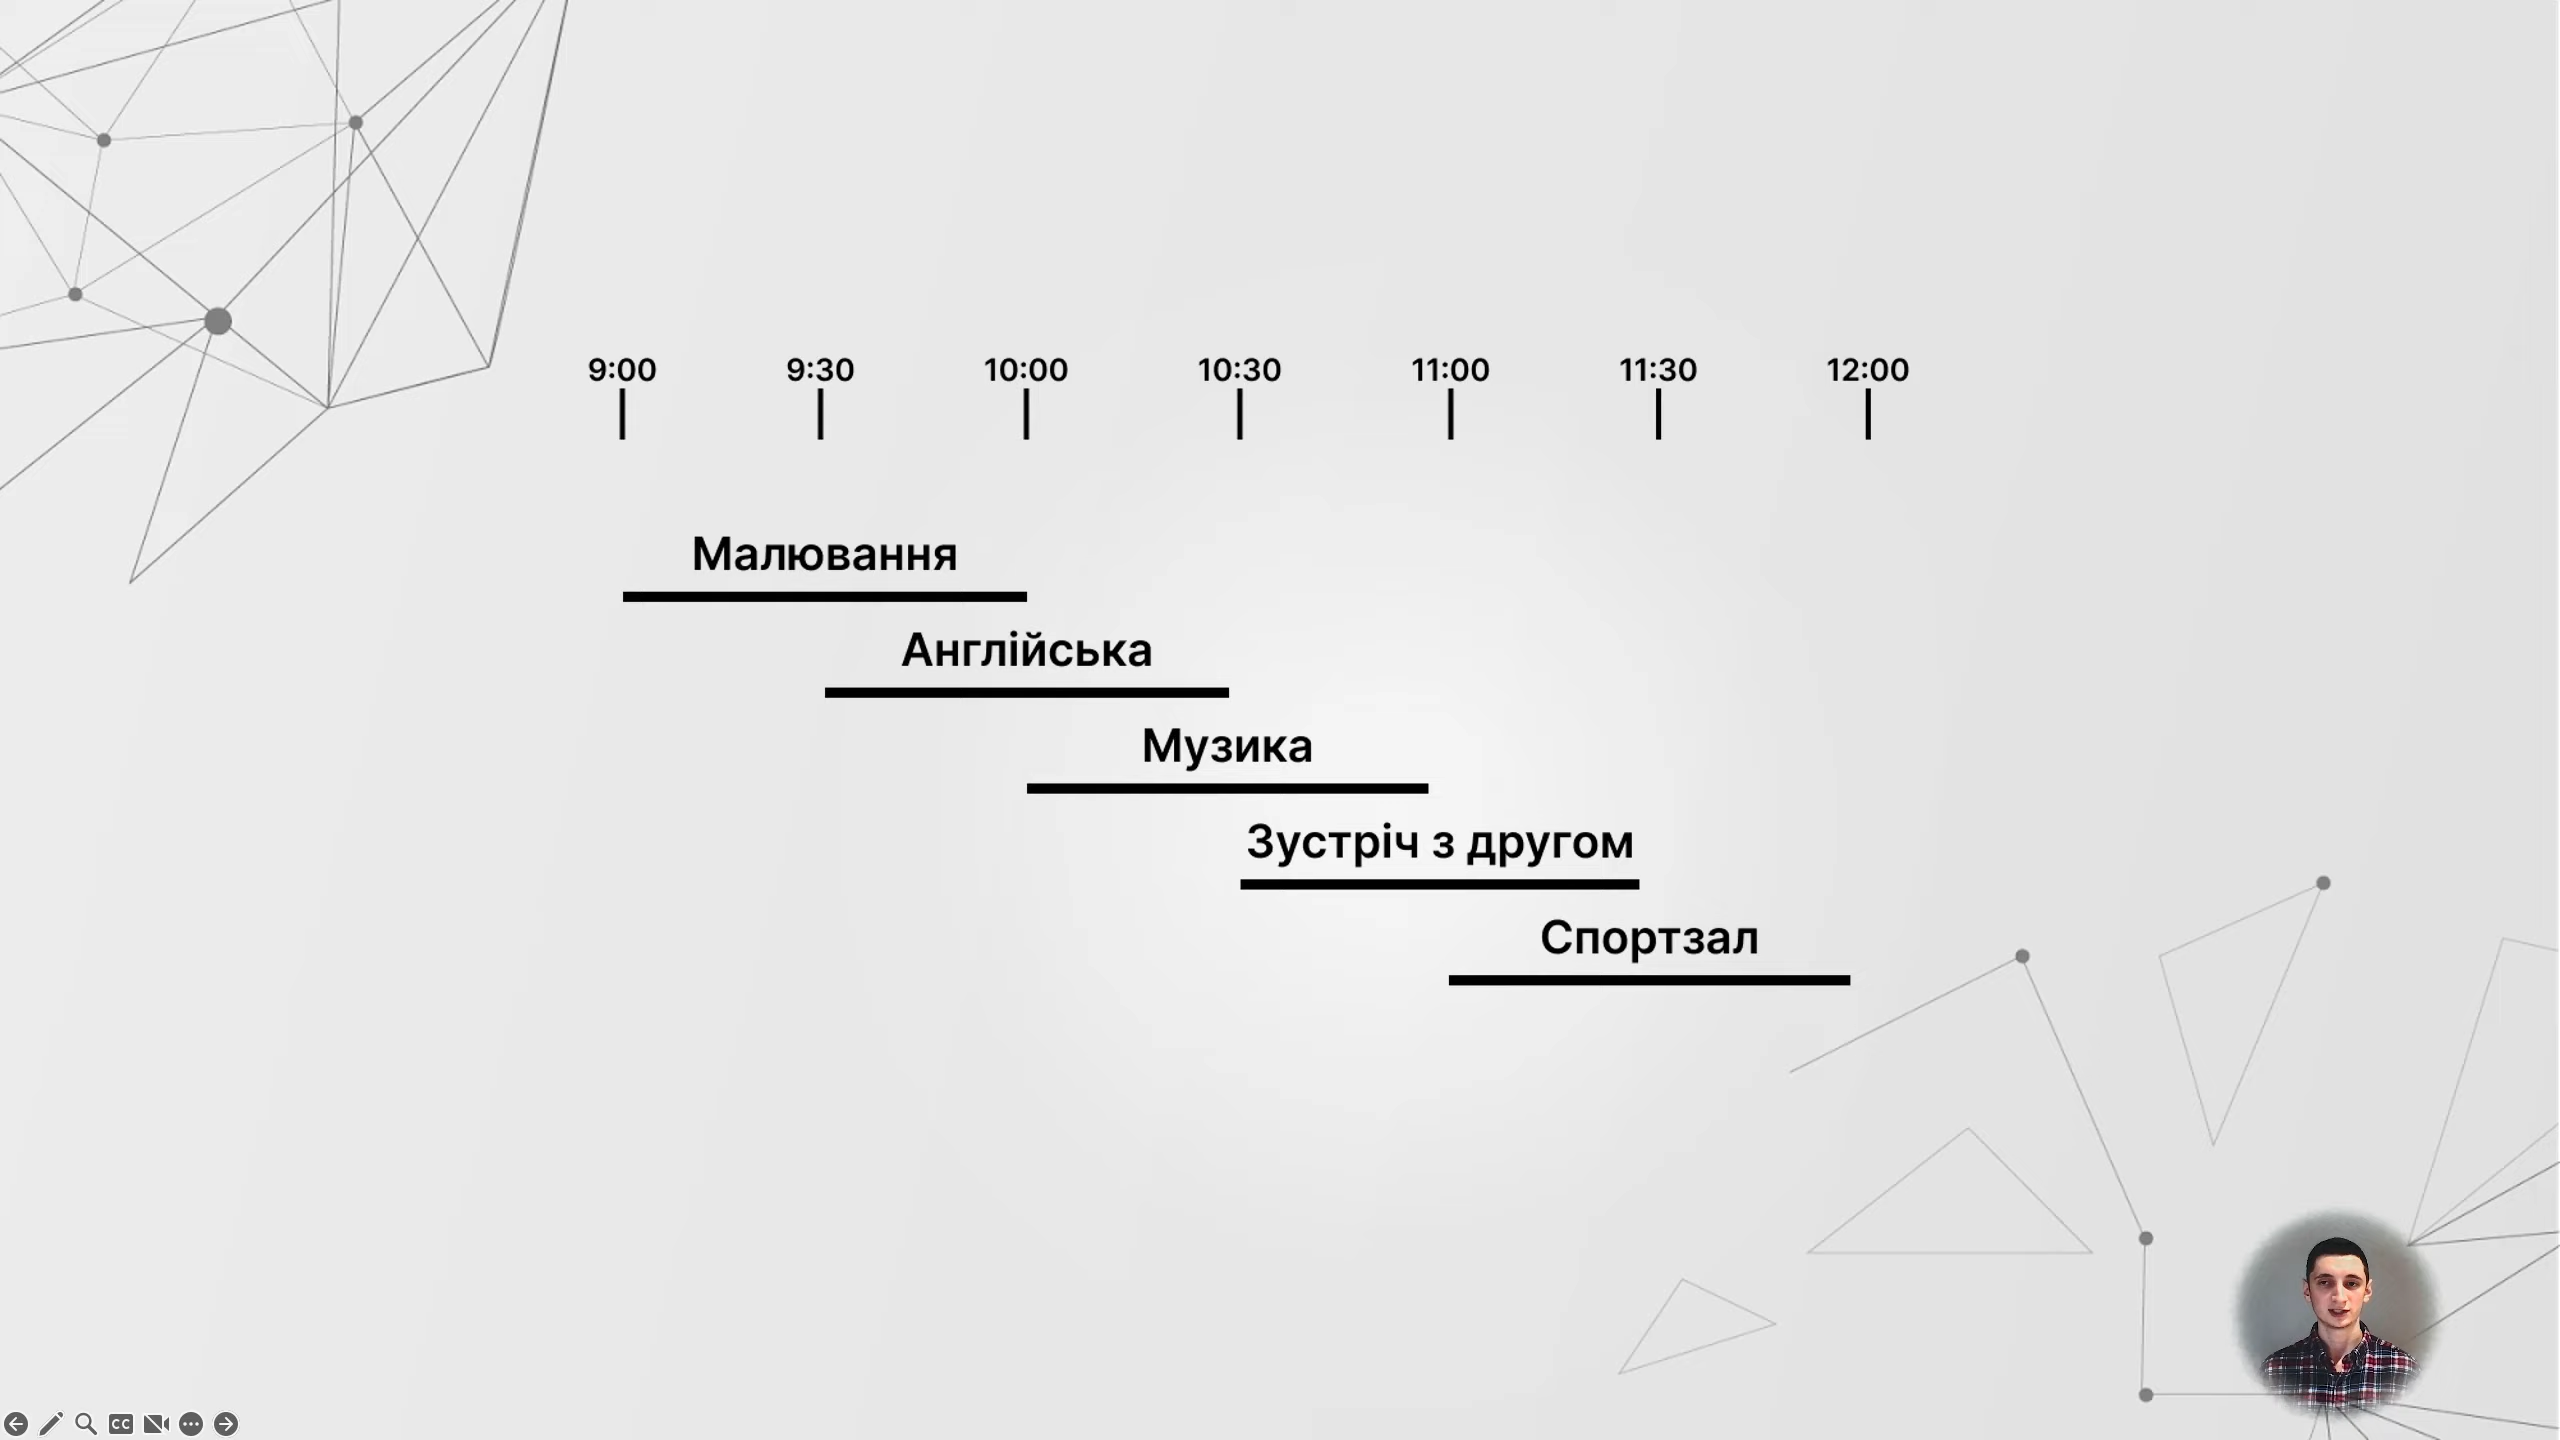 9:00 9:30 10:00 10:30 11:00 11:30 12:00
Малювання
Англійська
Музика
Зустріч з другом
Спортзал
CC